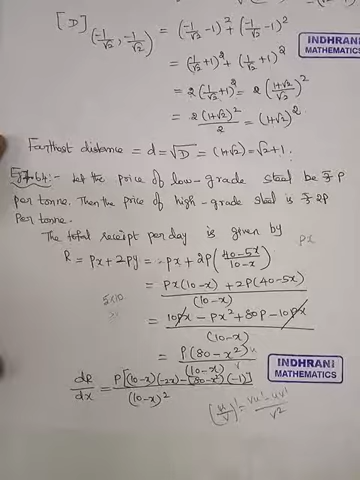 [D](-1/√2, -1/√2) = (-1/√2 - 1)² + (-1/√2 - 1)²
INDHRANI
MATHEMATICS
= (1/√2 + 1)² + (1/√2 + 1)²
= 2(1/√2 + 1)² = 2((1+√2)/√2)²
= 2(1+√2)²/2 = (1+√2)²
Farthest distance = d = √D = (1+√2) = √2+1.
64:- Let the price of low-grade steel be ₹ P
per tonne. Then the price of high-grade steel is ₹ 2P
Per tonne.
The total receipt per day is given by
Px
R = Px + 2Py = Px + 2P((40-5x)/(10-x))
= (Px(10-x) + 2P(40-5x))/(10-x)
5x10
= (10Px - Px² + 80P - 10Px)/(10-x)
= P(80-x²)/(10-x) u v
INDHRANI
MATHEMATICS
dR/dx = P[(10-x)(-2x) - (80-x²)(-1)]/(10-x)²
(u/v)' = (vu' - uv')/v²